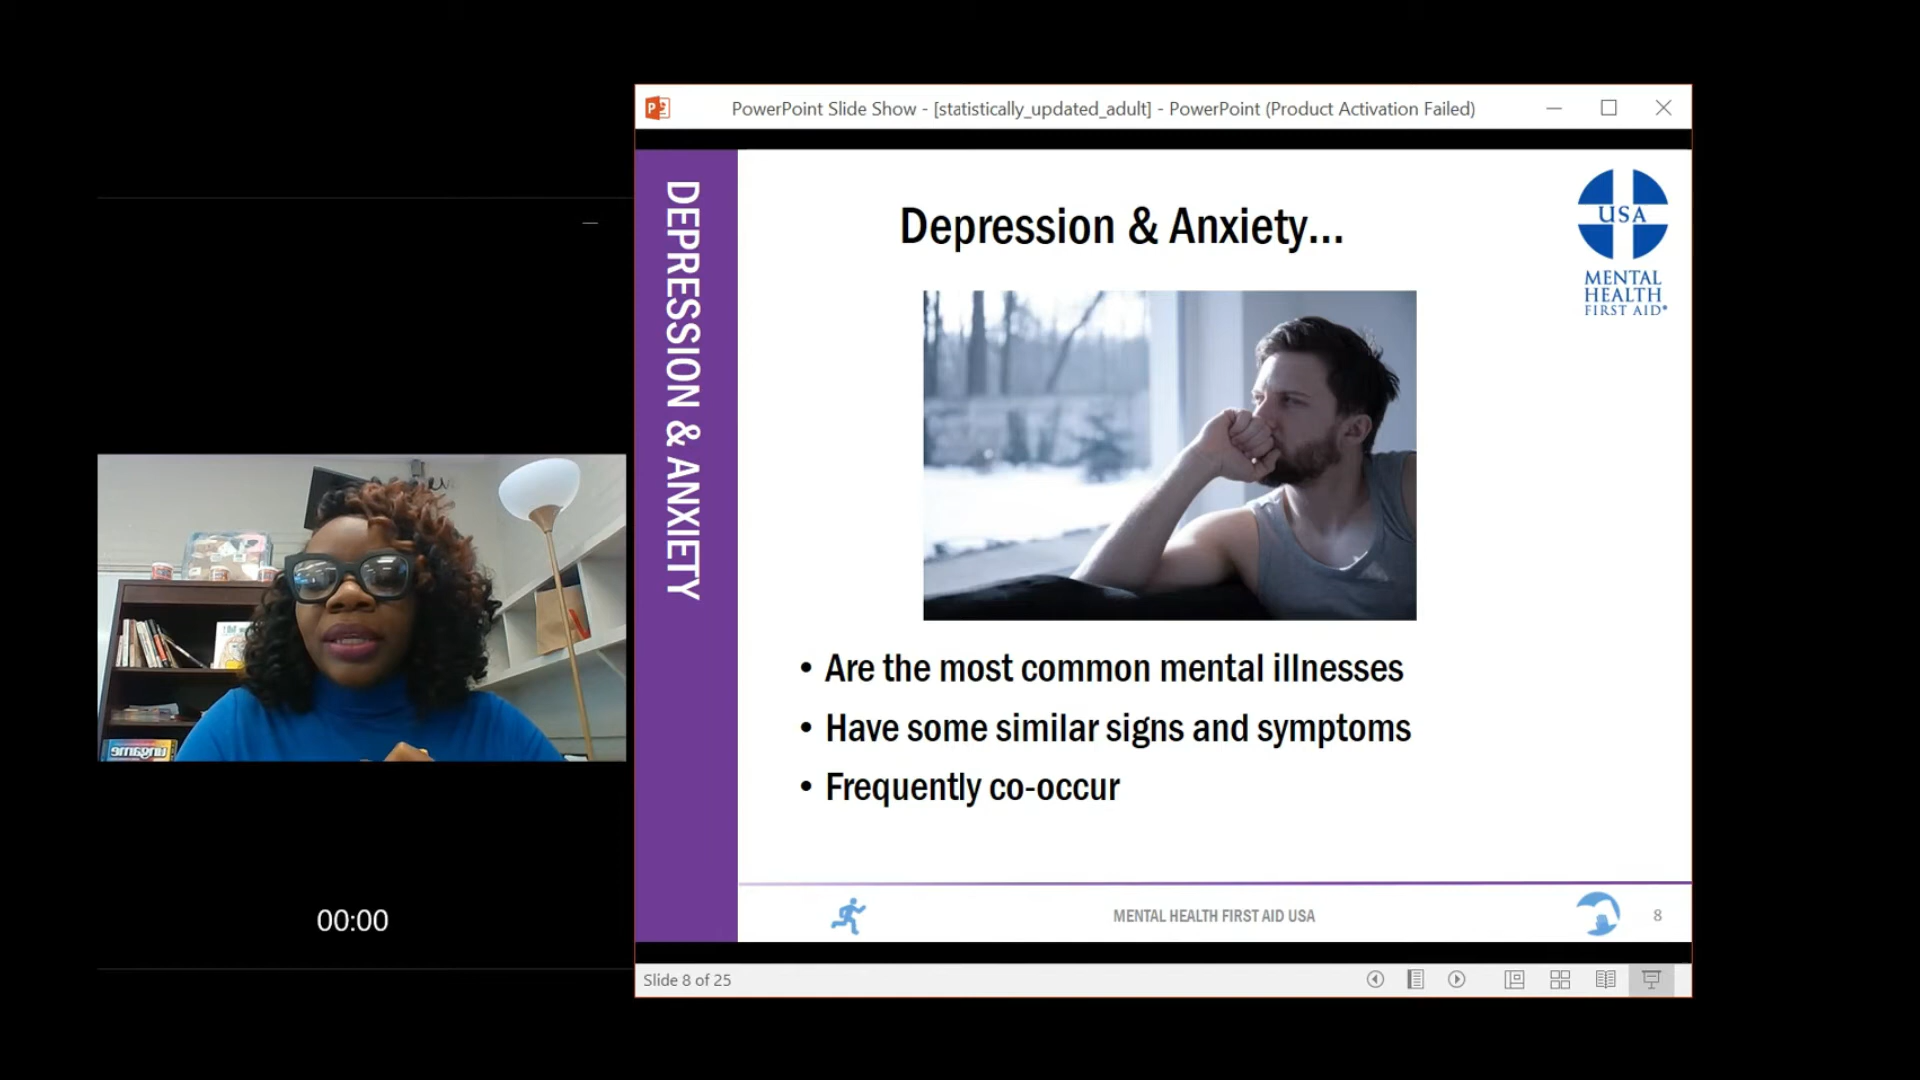 PowerPoint Slide Show - [statistically_updated_adult] - PowerPoint (Product Activation Failed)
DEPRESSION & ANXIETY
Depression & Anxiety...
USA
MENTAL
HEALTH
FIRST AID®
• Are the most common mental illnesses
• Have some similar signs and symptoms
• Frequently co-occur
MENTAL HEALTH FIRST AID USA
8
Slide 8 of 25
ungame
00:00